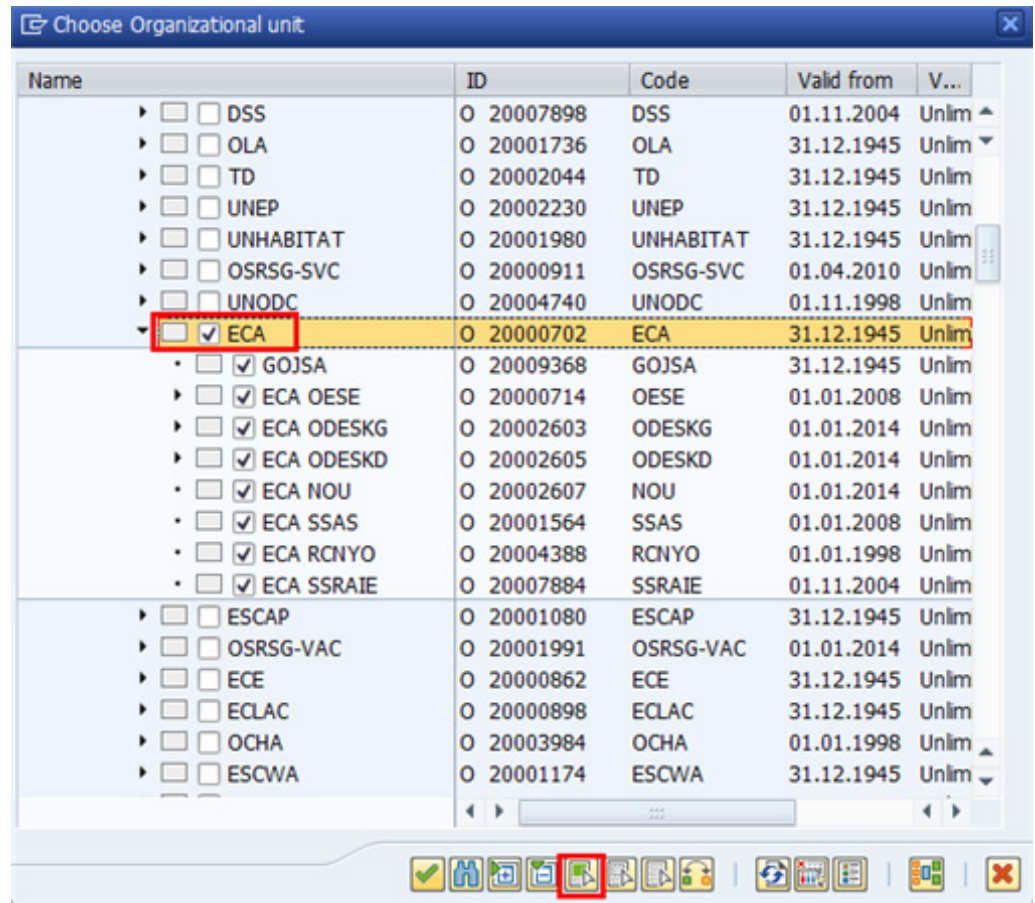 Choose Organizational unit
Name ID Code Valid from V...
DSS O 20007898 DSS 01.11.2004 Unlim
OLA O 20001736 OLA 31.12.1945 Unlim
TD O 20002044 TD 31.12.1945 Unlim
UNEP O 20002230 UNEP 31.12.1945 Unlim
UNHABITAT O 20001980 UNHABITAT 31.12.1945 Unlim
OSRSG-SVC O 20000911 OSRSG-SVC 01.04.2010 Unlim
UNODC O 20004740 UNODC 01.11.1998 Unlim
ECA O 20000702 ECA 31.12.1945 Unlim
GOJSA O 20009368 GOJSA 31.12.1945 Unlim
ECA OESE O 20000714 OESE 01.01.2008 Unlim
ECA ODESKG O 20002603 ODESKG 01.01.2014 Unlim
ECA ODESKD O 20002605 ODESKD 01.01.2014 Unlim
ECA NOU O 20002607 NOU 01.01.2014 Unlim
ECA SSAS O 20001564 SSAS 01.01.2008 Unlim
ECA RCNYO O 20004388 RCNYO 01.01.1998 Unlim
ECA SSRAIE O 20007884 SSRAIE 01.11.2004 Unlim
ESCAP O 20001080 ESCAP 31.12.1945 Unlim
OSRSG-VAC O 20001991 OSRSG-VAC 01.01.2014 Unlim
ECE O 20000862 ECE 31.12.1945 Unlim
ECLAC O 20000898 ECLAC 31.12.1945 Unlim
OCHA O 20003984 OCHA 01.01.1998 Unlim
ESCWA O 20001174 ESCWA 31.12.1945 Unlim